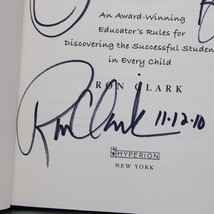 An Award-Winning
Educator's Rules for
Discovering the Successful Studen
in Every Child
RON CLARK
Ron Clark 11·12·10
HYPERION
NEW YORK